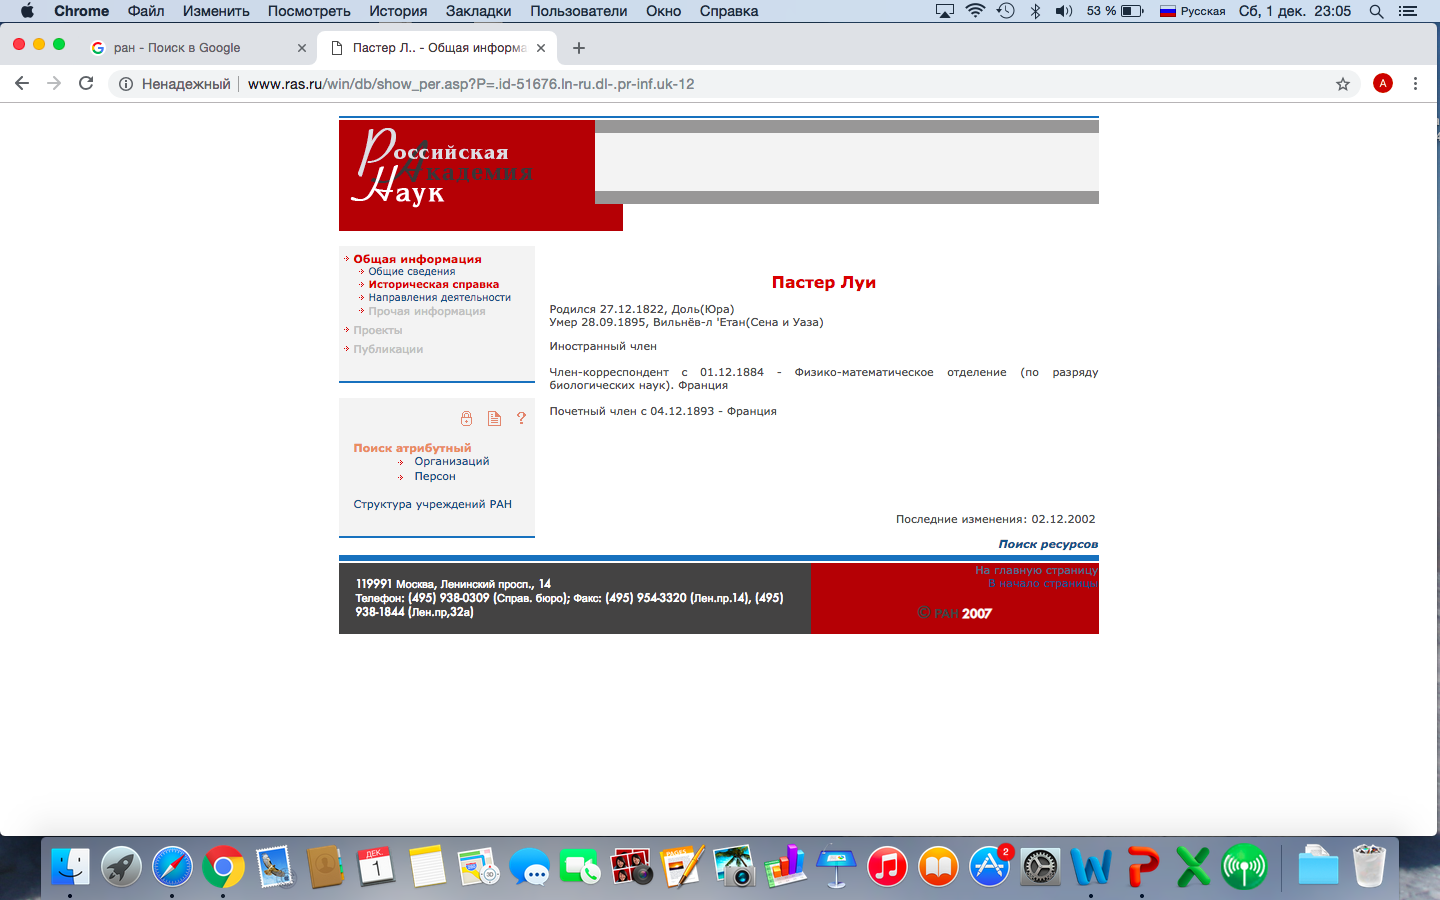 Chrome Файл Изменить Посмотреть История Закладки Пользователи Окно Справка 53 % Русская Сб, 1 дек. 23:05
ран - Поиск в Google
Пастер Л.. - Общая информа
Ненадежный www.ras.ru/win/db/show_per.asp?P=.id-51676.ln-ru.dl-.pr-inf.uk-12
A
Российская
Академия
Наук
Общая информация
Общие сведения
Историческая справка
Направления деятельности
Прочая информация
Проекты
Публикации
Поиск атрибутный
Организаций
Персон
Структура учреждений РАН
Пастер Луи
Родился 27.12.1822, Доль(Юра)
Умер 28.09.1895, Вильнёв-л 'Етан(Сена и Уаза)
Иностранный член
Член-корреспондент с 01.12.1884 - Физико-математическое отделение (по разряду
биологических наук). Франция
Почетный член с 04.12.1893 - Франция
Последние изменения: 02.12.2002
Поиск ресурсов
119991 Москва, Ленинский просп., 14
Телефон: (495) 938-0309 (Справ. бюро); Факс: (495) 954-3320 (Лен.пр.14), (495)
938-1844 (Лен.пр,32а)
На главную страницу
В начало страницы
© РАН 2007
ДЕК.
1
PAGES
2